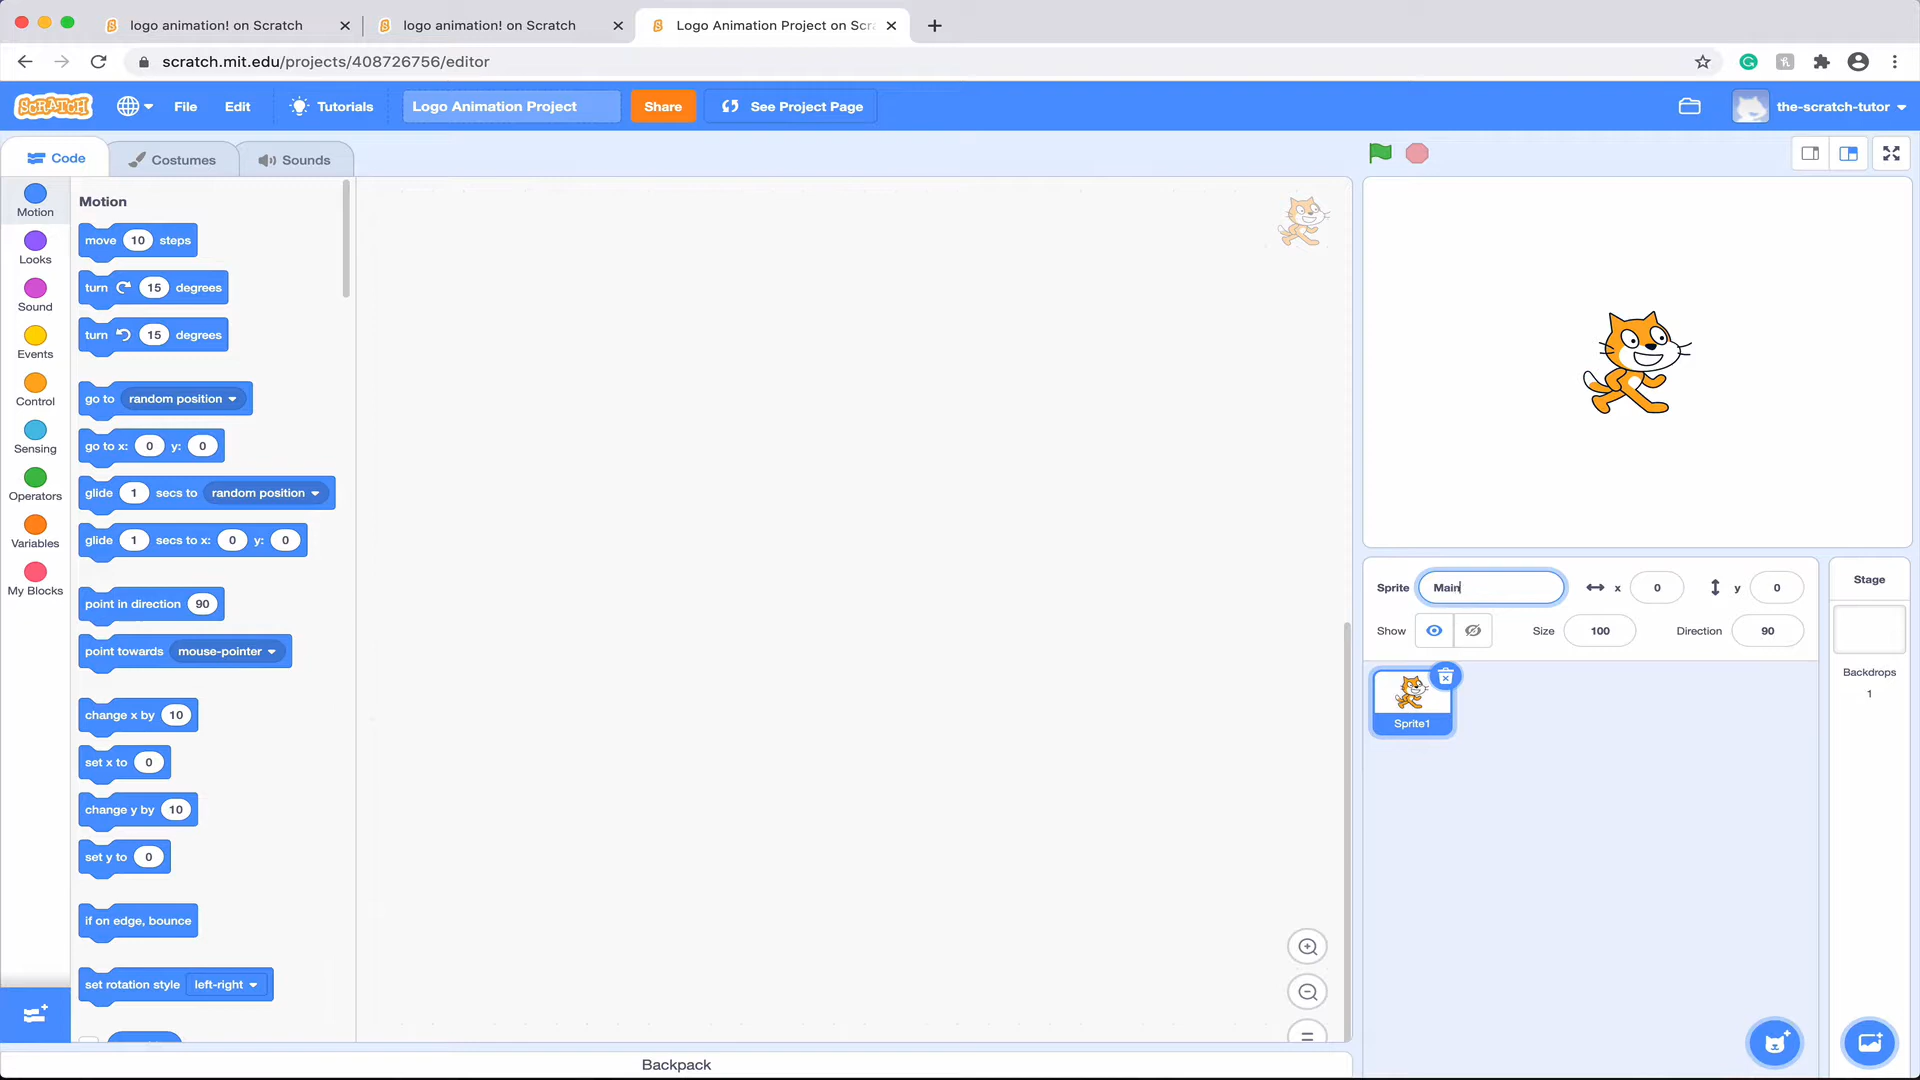 logo animation! on Scratch
logo animation! on Scratch
Logo Animation Project on Scra
scratch.mit.edu/projects/408726756/editor
SCRATCH
File
Edit
Tutorials
Logo Animation Project
Share
See Project Page
the-scratch-tutor
Code
Costumes
Sounds
Motion
Looks
Sound
Events
Control
Sensing
Operators
Variables
My Blocks
Motion
move 10 steps
turn 15 degrees
turn 15 degrees
go to random position
go to x: 0 y: 0
glide 1 secs to random position
glide 1 secs to x: 0 y: 0
point in direction 90
point towards mouse-pointer
change x by 10
set x to 0
change y by 10
set y to 0
if on edge, bounce
set rotation style left-right
Backpack
Sprite Main x 0 y 0
Show Size 100 Direction 90
Sprite1
Stage
Backdrops
1